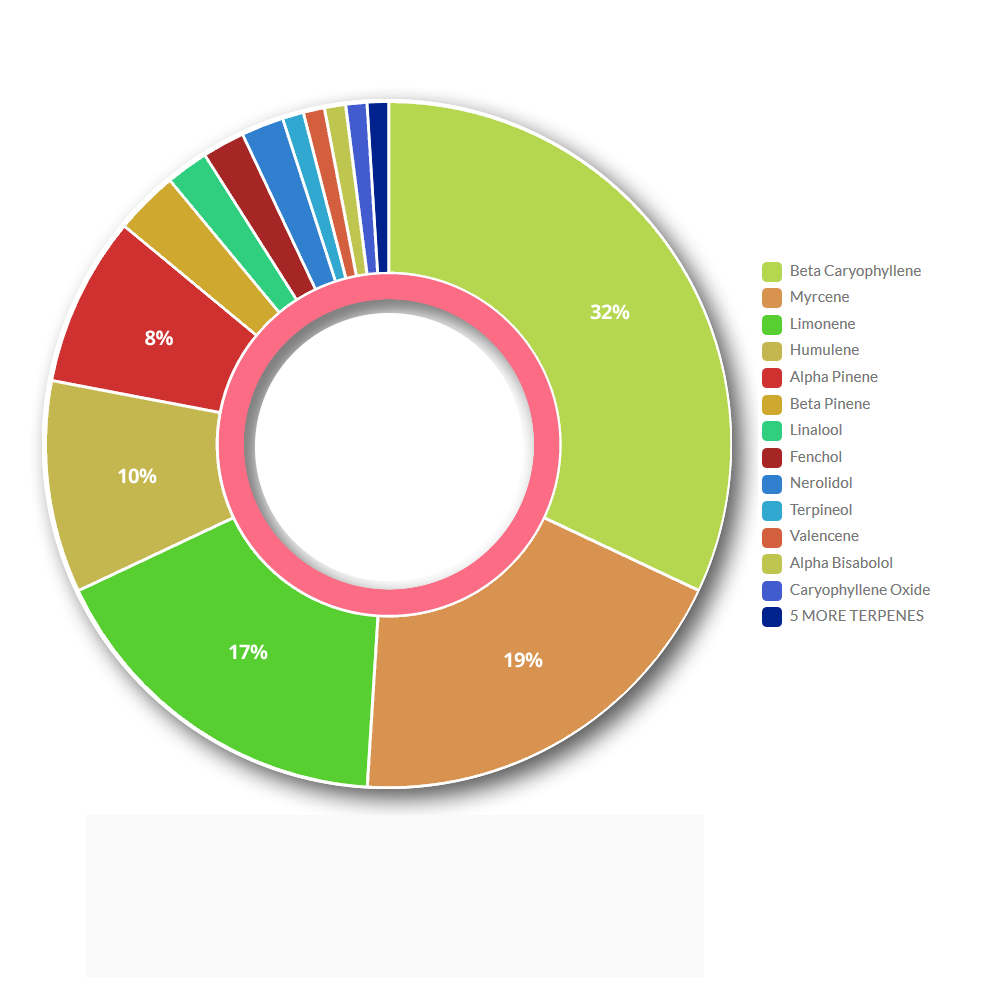 32%
8%
10%
17%
19%
Beta Caryophyllene
Myrcene
Limonene
Humulene
Alpha Pinene
Beta Pinene
Linalool
Fenchol
Nerolidol
Terpineol
Valencene
Alpha Bisabolol
Caryophyllene Oxide
5 MORE TERPENES